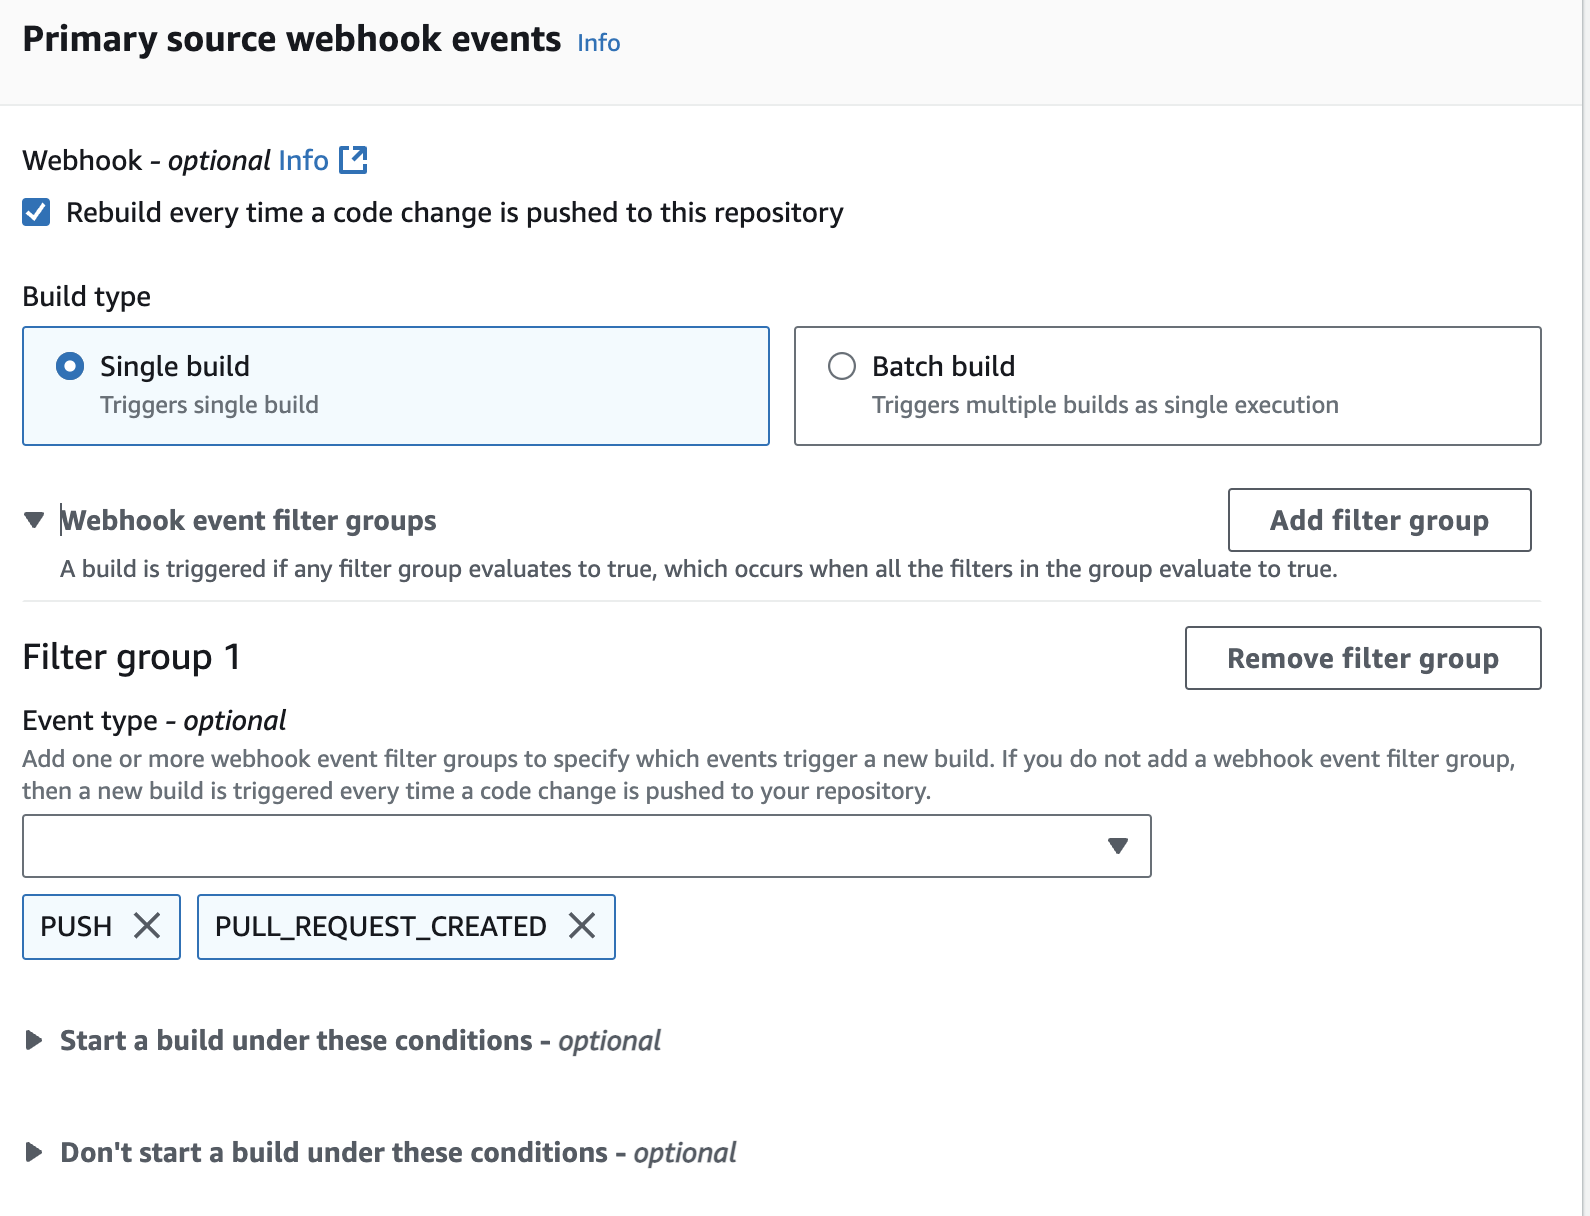 Primary source webhook events Info
Webhook - optional Info
Rebuild every time a code change is pushed to this repository
Build type
Single build
Triggers single build
Batch build
Triggers multiple builds as single execution
Webhook event filter groups
Add filter group
A build is triggered if any filter group evaluates to true, which occurs when all the filters in the group evaluate to true.
Filter group 1
Remove filter group
Event type - optional
Add one or more webhook event filter groups to specify which events trigger a new build. If you do not add a webhook event filter group,
then a new build is triggered every time a code change is pushed to your repository.
PUSH
PULL_REQUEST_CREATED
Start a build under these conditions - optional
Don't start a build under these conditions - optional